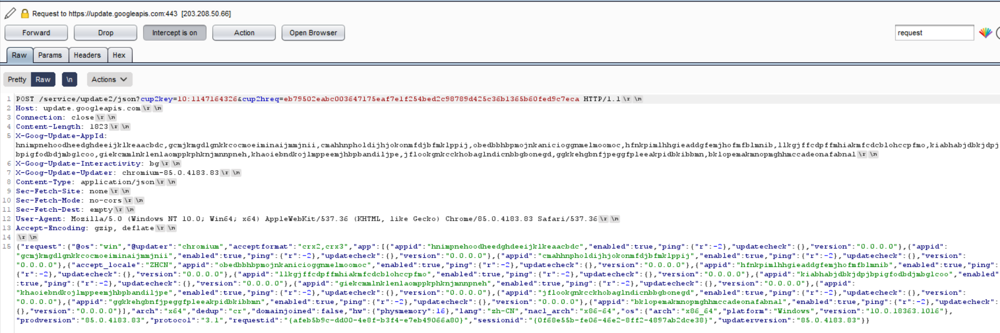 Request to https://update.googleapis.com:443 [203.208.50.66]
Forward Drop Intercept is on Action Open Browser request
Raw Params Headers Hex
Pretty Raw \n Actions
1 POST /service/update2/json?cup2key=10:1147164326&cup2hreq=eb79502eabc003647175eaf7e1f254bed2c98789d425c36b1365b60fed9c7eca HTTP/1.1\r \n
2 Host: update.googleapis.com\r \n
3 Connection: close\r \n
4 Content-Length: 1823\r \n
5 X-Goog-Update-AppId:
hnimpnehoodheedghdeeijklkeaacbdc,gcmjkmgdlgnkkcocmoeiminaijmmjnii,cmahhnpholdijhjokonmfdjbfmklppij,obedbbhbpmojnkanicioggnmelmoomoc,hfnkpimlhhgieaddgfemjhofmfblmnib,llkgjffcdpffmhiakmfcdcblohccpfmo,kiabhabjdbkjdpj
bpigfodbdjmbglcoo,giekcmmlnklenlaomppkphknjmnnpneh,khaoiebndkojlmppeemjhbpbandiljpe,jflookgnkcckhobaglndicnbbgbonegd,ggkkehgbnfjpeggfpleeakpidbkibbmn,bklopemakmnopmghhmccadeonafabnal\r \n
6 X-Goog-Update-Interactivity: bg\r \n
7 X-Goog-Update-Updater: chromium-85.0.4183.83\r \n
8 Content-Type: application/json\r \n
9 Sec-Fetch-Site: none\r \n
10 Sec-Fetch-Mode: no-cors\r \n
11 Sec-Fetch-Dest: empty\r \n
12 User-Agent: Mozilla/5.0 (Windows NT 10.0; Win64; x64) AppleWebKit/537.36 (KHTML, like Gecko) Chrome/85.0.4183.83 Safari/537.36\r \n
13 Accept-Encoding: gzip, deflate\r \n
14 \r \n
15 {"request":{"@os":"win","@updater":"chromium","acceptformat":"crx2,crx3","app":[{"appid":"hnimpnehoodheedghdeeijklkeaacbdc","enabled":true,"ping":{"r":-2},"updatecheck":{},"version":"0.0.0.0"},{"appid":
"gcmjkmgdlgnkkcocmoeiminaijmmjnii","enabled":true,"ping":{"r":-2},"updatecheck":{},"version":"0.0.0.0"},{"appid":"cmahhnpholdijhjokonmfdjbfmklppij","enabled":true,"ping":{"r":-2},"updatecheck":{},"version":
"0.0.0.0"},{"accept_locale":"ZHCN","appid":"obedbbhbpmojnkanicioggnmelmoomoc","enabled":true,"ping":{"r":-2},"updatecheck":{},"version":"0.0.0.0"},{"appid":"hfnkpimlhhgieaddgfemjhofmfblmnib","enabled":true,"ping":
{"r":-2},"updatecheck":{},"version":"0.0.0.0"},{"appid":"llkgjffcdpffmhiakmfcdcblohccpfmo","enabled":true,"ping":{"r":-2},"updatecheck":{},"version":"0.0.0.0"},{"appid":"kiabhabjdbkjdpjbpigfodbdjmbglcoo","enabled"
:true,"ping":{"r":-2},"updatecheck":{},"version":"0.0.0.0"},{"appid":"giekcmmlnklenlaomppkphknjmnnpneh","enabled":true,"ping":{"r":-2},"updatecheck":{},"version":"0.0.0.0"},{"appid":
"khaoiebndkojlmppeemjhbpbandiljpe","enabled":true,"ping":{"r":-2},"updatecheck":{},"version":"0.0.0.0"},{"appid":"jflookgnkcckhobaglndicnbbgbonegd","enabled":true,"ping":{"r":-2},"updatecheck":{},"version":
"0.0.0.0"},{"appid":"ggkkehgbnfjpeggfpleeakpidbkibbmn","enabled":true,"ping":{"r":-2},"updatecheck":{},"version":"0.0.0.0"},{"appid":"bklopemakmnopmghhmccadeonafabnal","enabled":true,"ping":{"r":-2},"updatecheck":
{},"version":"0.0.0.0"}],"arch":"x64","dedup":"cr","domainjoined":false,"hw":{"physmemory":16},"lang":"zh-CN","nacl_arch":"x86-64","os":{"arch":"x86_64","platform":"Windows","version":"10.0.18363.1016"},
"prodversion":"85.0.4183.83","protocol":"3.1","requestid":"{afeb5b9c-dd00-4e8f-b3f4-e7eb49066a80}","sessionid":"{0f68e55b-fe06-46e2-8ff2-4897ab2dce38}","updaterversion":"85.0.4183.83"}}